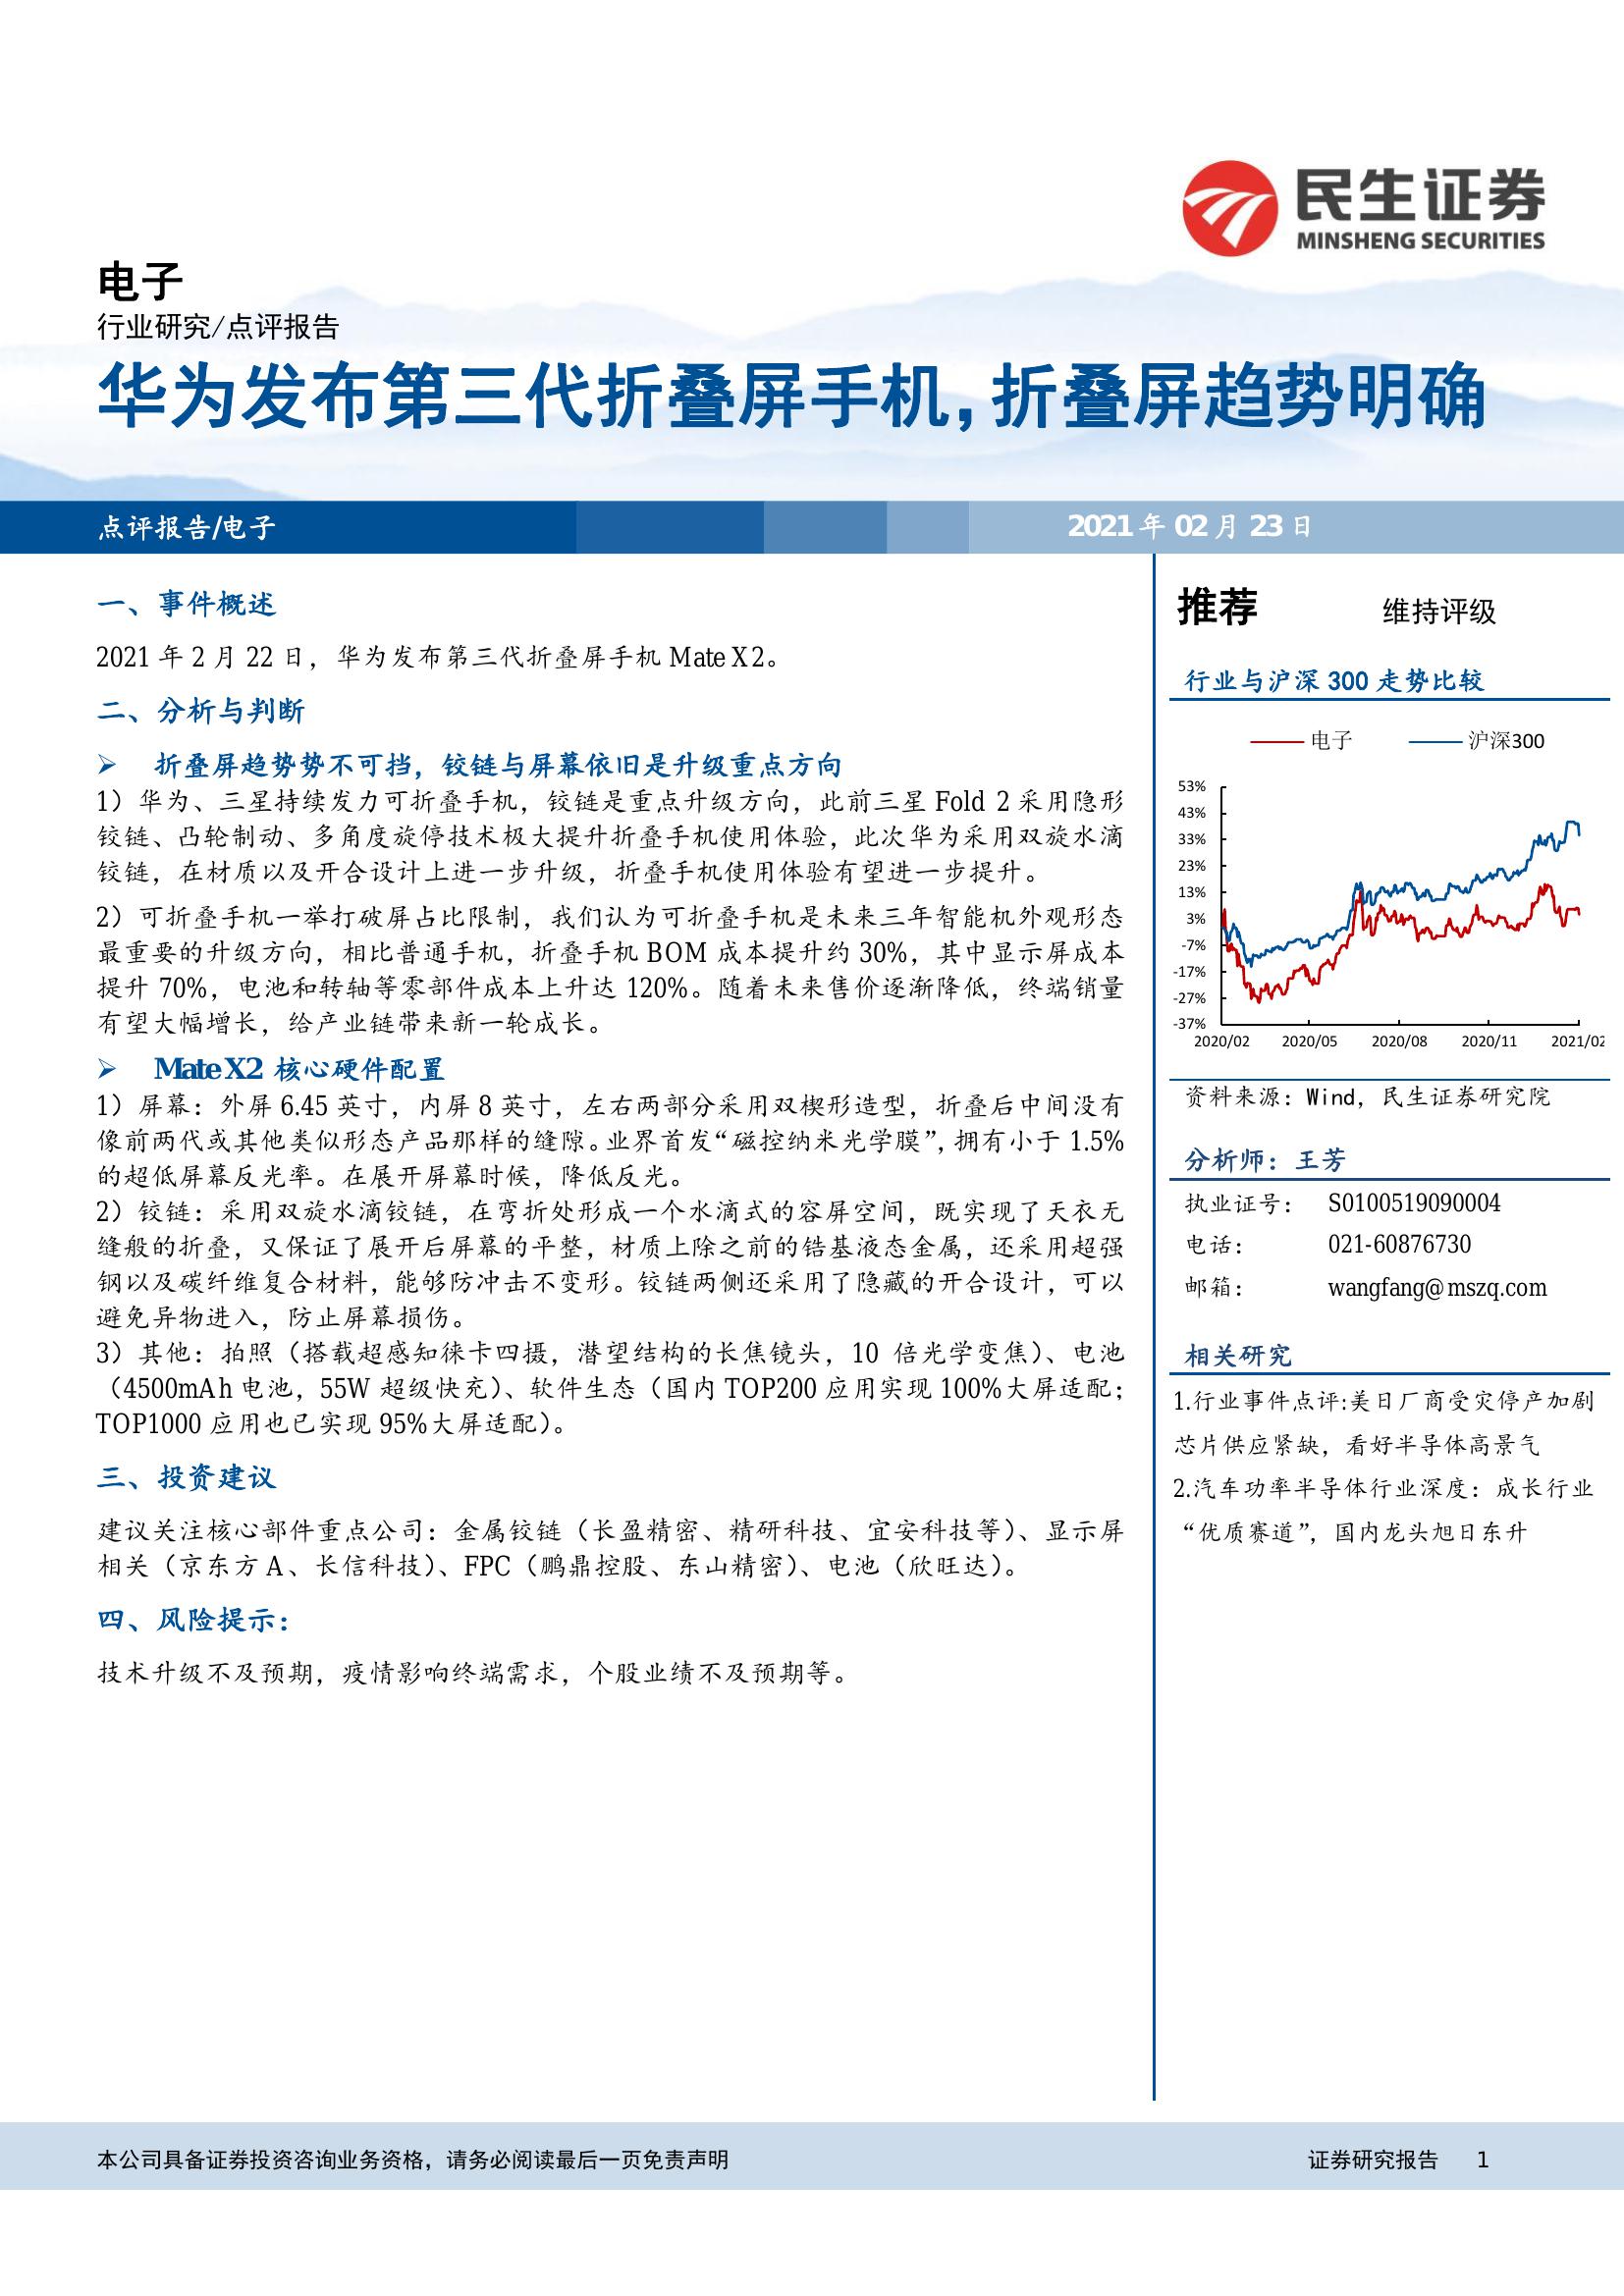 民生证券
MINSHENG SECURITIES
电子
行业研究/点评报告
华为发布第三代折叠屏手机，折叠屏趋势明确
点评报告/电子
2021 年 02 月 23 日
一、事件概述
2021 年 2 月 22 日，华为发布第三代折叠屏手机 Mate X2。
二、分析与判断
➢ 折叠屏趋势势不可挡，铰链与屏幕依旧是升级重点方向
1）华为、三星持续发力可折叠手机，铰链是重点升级方向，此前三星 Fold 2 采用隐形
铰链、凸轮制动、多角度旋停技术极大提升折叠手机使用体验，此次华为采用双旋水滴
铰链，在材质以及开合设计上进一步升级，折叠手机使用体验有望进一步提升。
2）可折叠手机一举打破屏占比限制，我们认为可折叠手机是未来三年智能机外观形态
最重要的升级方向，相比普通手机，折叠手机 BOM 成本提升约 30%，其中显示屏成本
提升 70%，电池和转轴等零部件成本上升达 120%。随着未来售价逐渐降低，终端销量
有望大幅增长，给产业链带来新一轮成长。
➢ Mate X2 核心硬件配置
1）屏幕：外屏 6.45 英寸，内屏 8 英寸，左右两部分采用双楔形造型，折叠后中间没有
像前两代或其他类似形态产品那样的缝隙。业界首发“磁控纳米光学膜”，拥有小于 1.5%
的超低屏幕反光率。在展开屏幕时候，降低反光。
2）铰链：采用双旋水滴铰链，在弯折处形成一个水滴式的容屏空间，既实现了天衣无
缝般的折叠，又保证了展开后屏幕的平整，材质上除之前的锆基液态金属，还采用超强
钢以及碳纤维复合材料，能够防冲击不变形。铰链两侧还采用了隐藏的开合设计，可以
避免异物进入，防止屏幕损伤。
3）其他：拍照（搭载超感知徕卡四摄，潜望结构的长焦镜头，10 倍光学变焦）、电池
（4500mAh 电池，55W 超级快充）、软件生态（国内 TOP200 应用实现 100%大屏适配；
TOP1000 应用也已实现 95%大屏适配）。
三、投资建议
建议关注核心部件重点公司：金属铰链（长盈精密、精研科技、宜安科技等）、显示屏
相关（京东方 A、长信科技）、FPC（鹏鼎控股、东山精密）、电池（欣旺达）。
四、风险提示：
技术升级不及预期，疫情影响终端需求，个股业绩不及预期等。
推荐 维持评级
行业与沪深 300 走势比较
电子 沪深300
53%
43%
33%
23%
13%
3%
-7%
-17%
-27%
-37%
2020/02 2020/05 2020/08 2020/11 2021/02
资料来源：Wind，民生证券研究院
分析师：王芳
执业证号： S0100519090004
电话： 021-60876730
邮箱： wangfang@mszq.com
相关研究
1.行业事件点评:美日厂商受灾停产加剧
芯片供应紧缺，看好半导体高景气
2.汽车功率半导体行业深度：成长行业
“优质赛道”，国内龙头旭日东升
本公司具备证券投资咨询业务资格，请务必阅读最后一页免责声明
证券研究报告 1